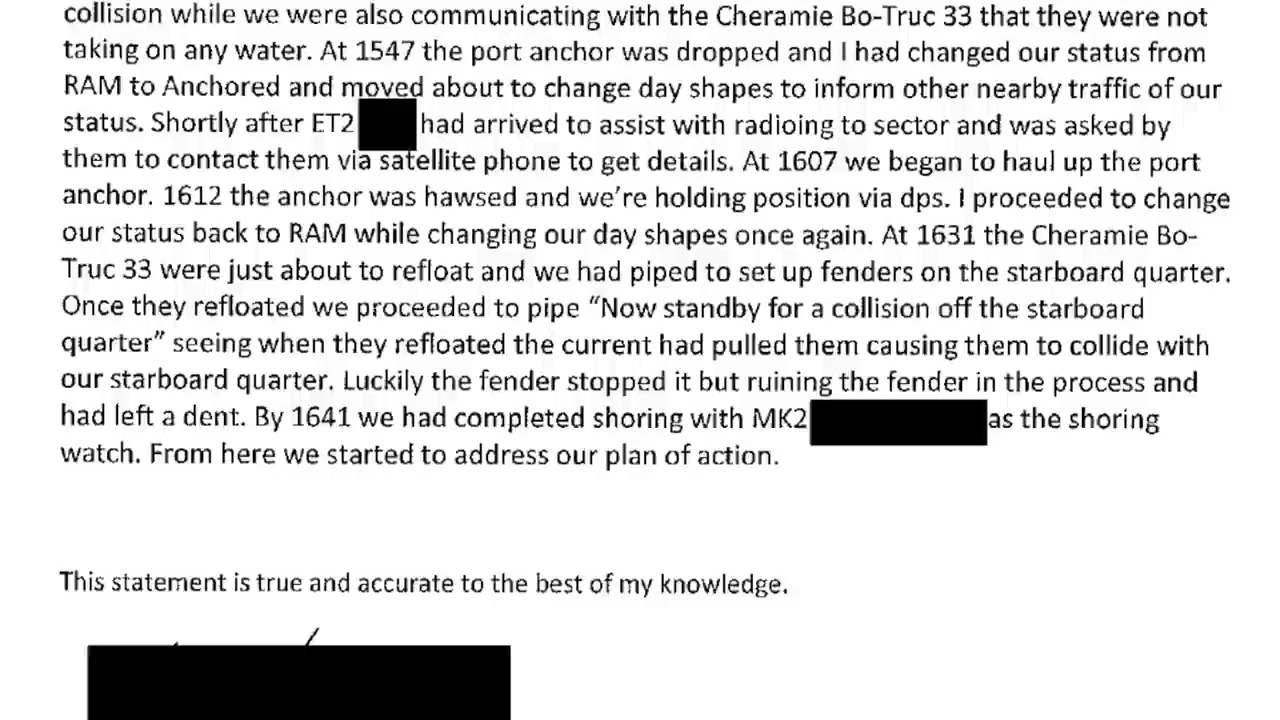 collision while we were also communicating with the Cheramie Bo-Truc 33 that they were not
taking on any water. At 1547 the port anchor was dropped and I had changed our status from
RAM to Anchored and moved about to change day shapes to inform other nearby traffic of our
status. Shortly after ET2 had arrived to assist with radioing to sector and was asked by
them to contact them via satellite phone to get details. At 1607 we began to haul up the port
anchor. 1612 the anchor was hawsed and we’re holding position via dps. I proceeded to change
our status back to RAM while changing our day shapes once again. At 1631 the Cheramie Bo-
Truc 33 were just about to refloat and we had piped to set up fenders on the starboard quarter.
Once they refloated we proceeded to pipe “Now standby for a collision off the starboard
quarter” seeing when they refloated the current had pulled them causing them to collide with
our starboard quarter. Luckily the fender stopped it but ruining the fender in the process and
had left a dent. By 1641 we had completed shoring with MK2 as the shoring
watch. From here we started to address our plan of action.
This statement is true and accurate to the best of my knowledge.